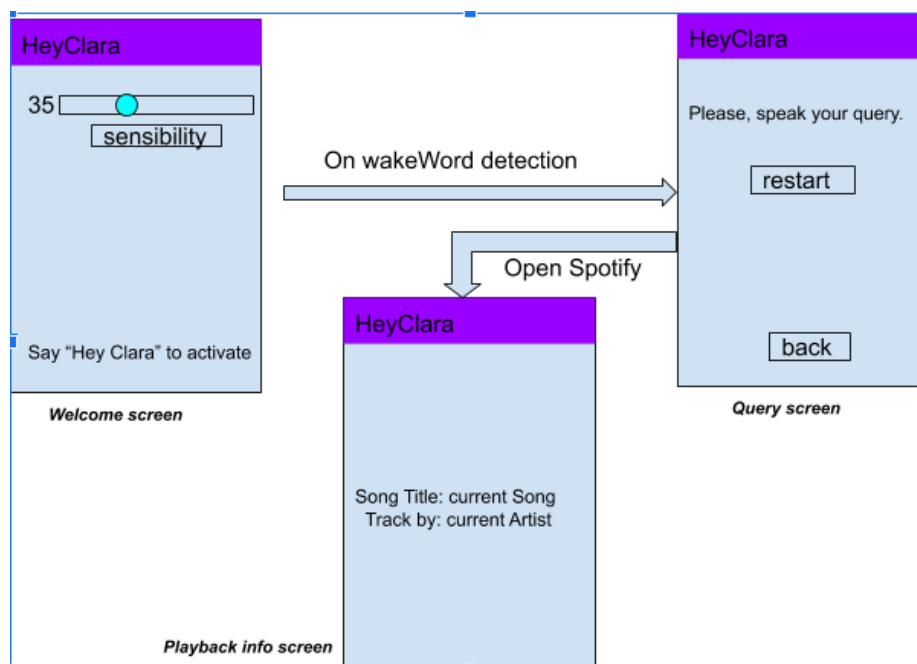 HeyClara
35
sensibility
Say “Hey Clara” to activate
Welcome screen
On wakeWord detection
HeyClara
Please, speak your query.
restart
back
Query screen
Open Spotify
HeyClara
Song Title: current Song
Track by: current Artist
Playback info screen